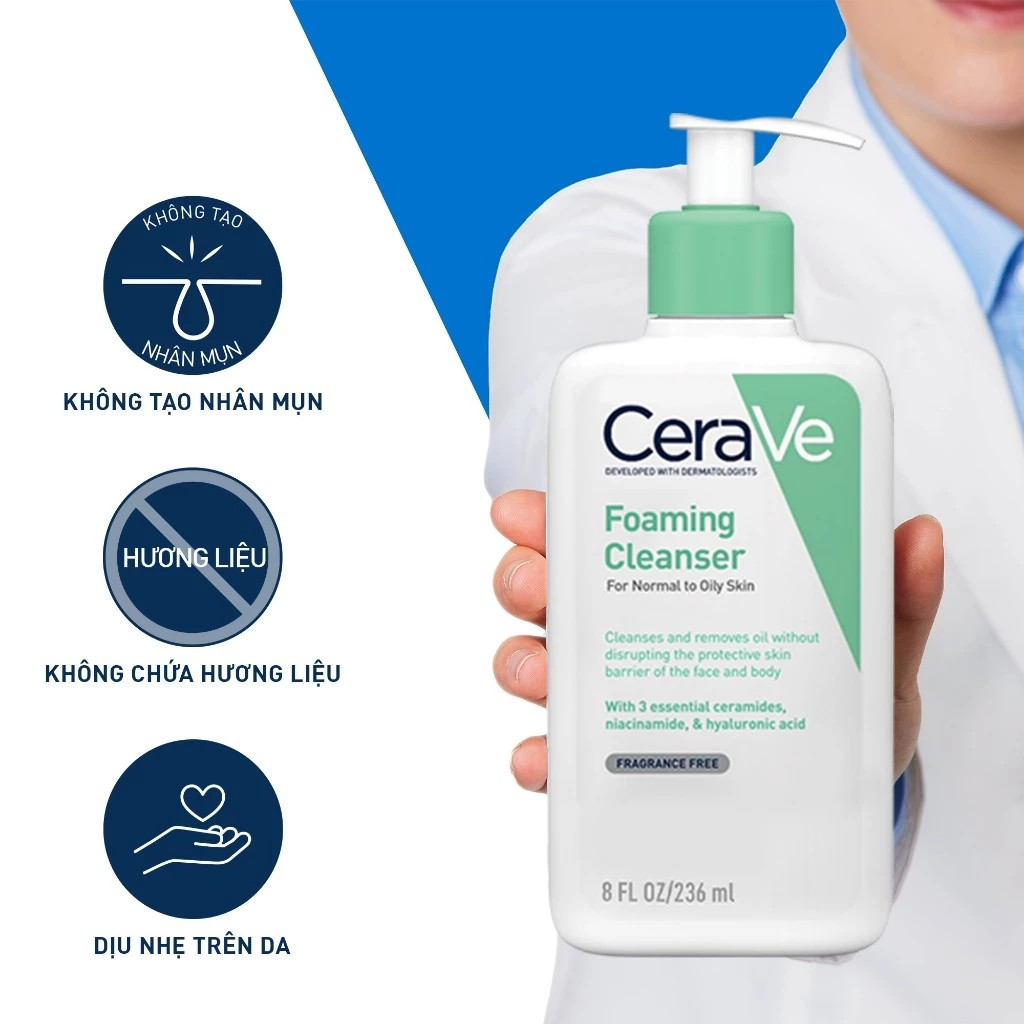 KHÔNG TẠO
NHÂN MỤN
KHÔNG TẠO NHÂN MỤN
HƯƠNG LIỆU
KHÔNG CHỨA HƯƠNG LIỆU
DỊU NHẸ TRÊN DA
CeraVe
DEVELOPED WITH DERMATOLOGISTS
Foaming
Cleanser
For Normal to Oily Skin
Cleanses and removes oil without
disrupting the protective skin
barrier of the face and body
With 3 essential ceramides,
niacinamide, & hyaluronic acid
FRAGRANCE FREE
8 FL OZ/236 ml